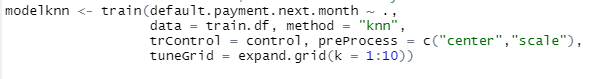 modelknn <- train(default.payment.next.month ~ .,
data = train.df, method = "knn",
trControl = control, preProcess = c("center","scale"),
tuneGrid = expand.grid(k = 1:10))